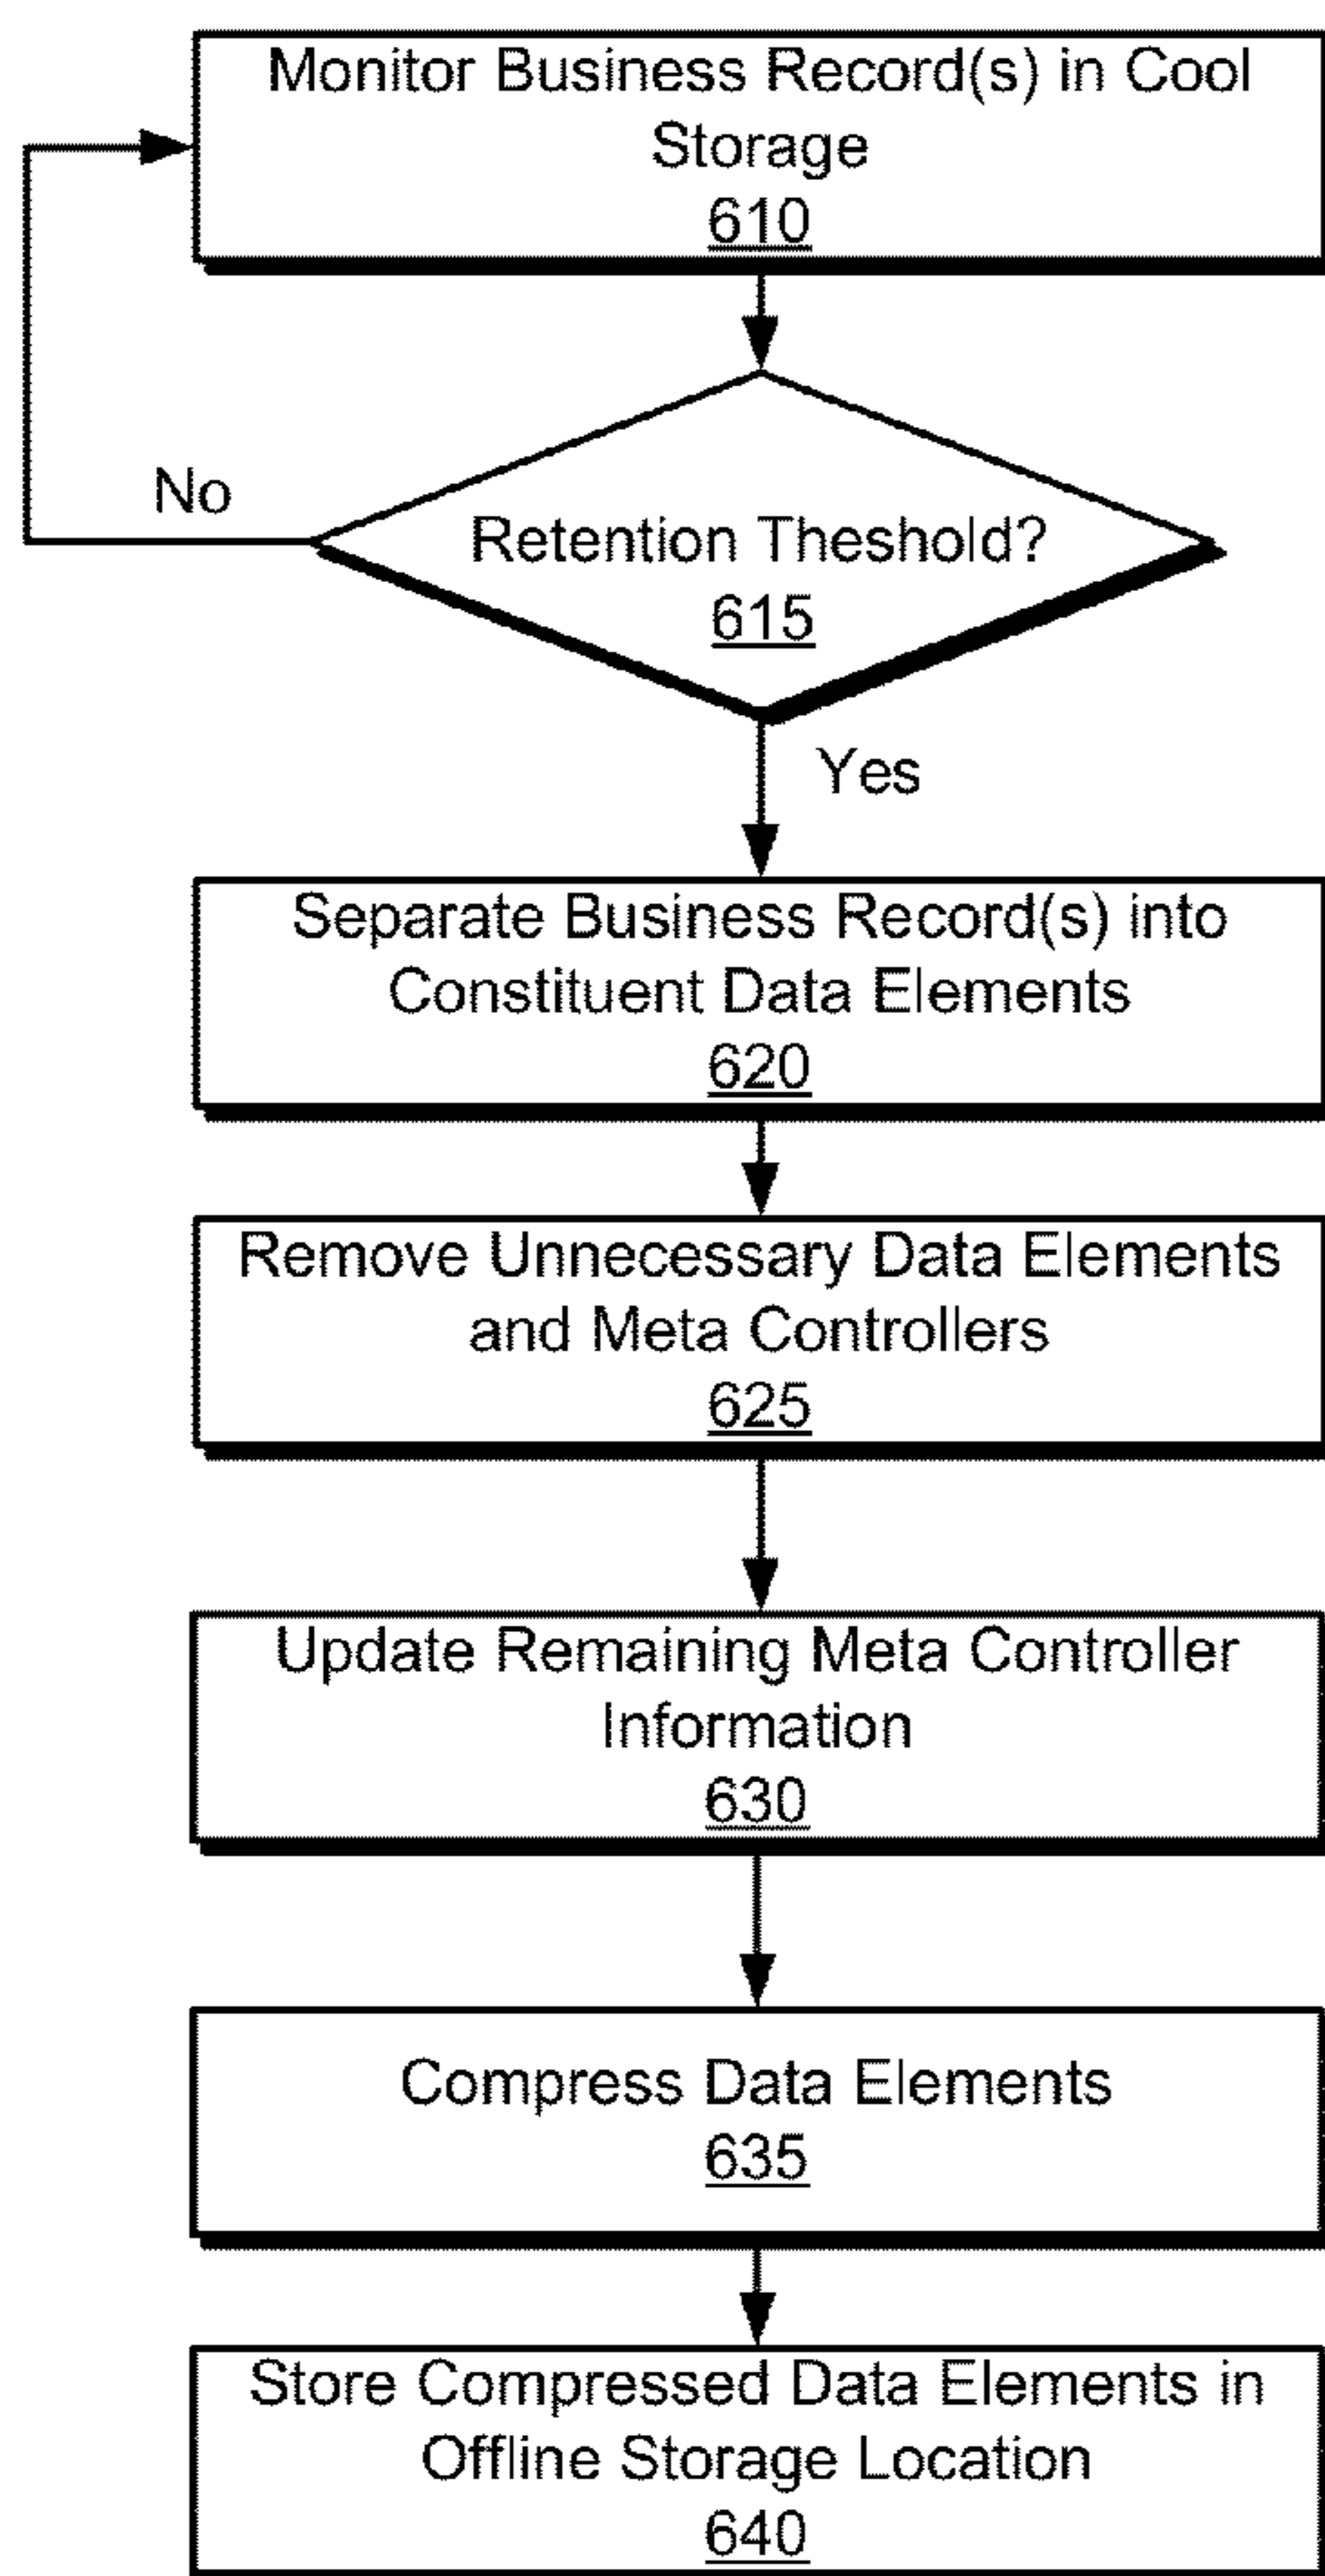 Monitor Business Record(s) in Cool
Storage
610
No
Retention Theshold?
615
Yes
Separate Business Record(s) into
Constituent Data Elements
620
Remove Unnecessary Data Elements
and Meta Controllers
625
Update Remaining Meta Controller
Information
630
Compress Data Elements
635
Store Compressed Data Elements in
Offline Storage Location
640